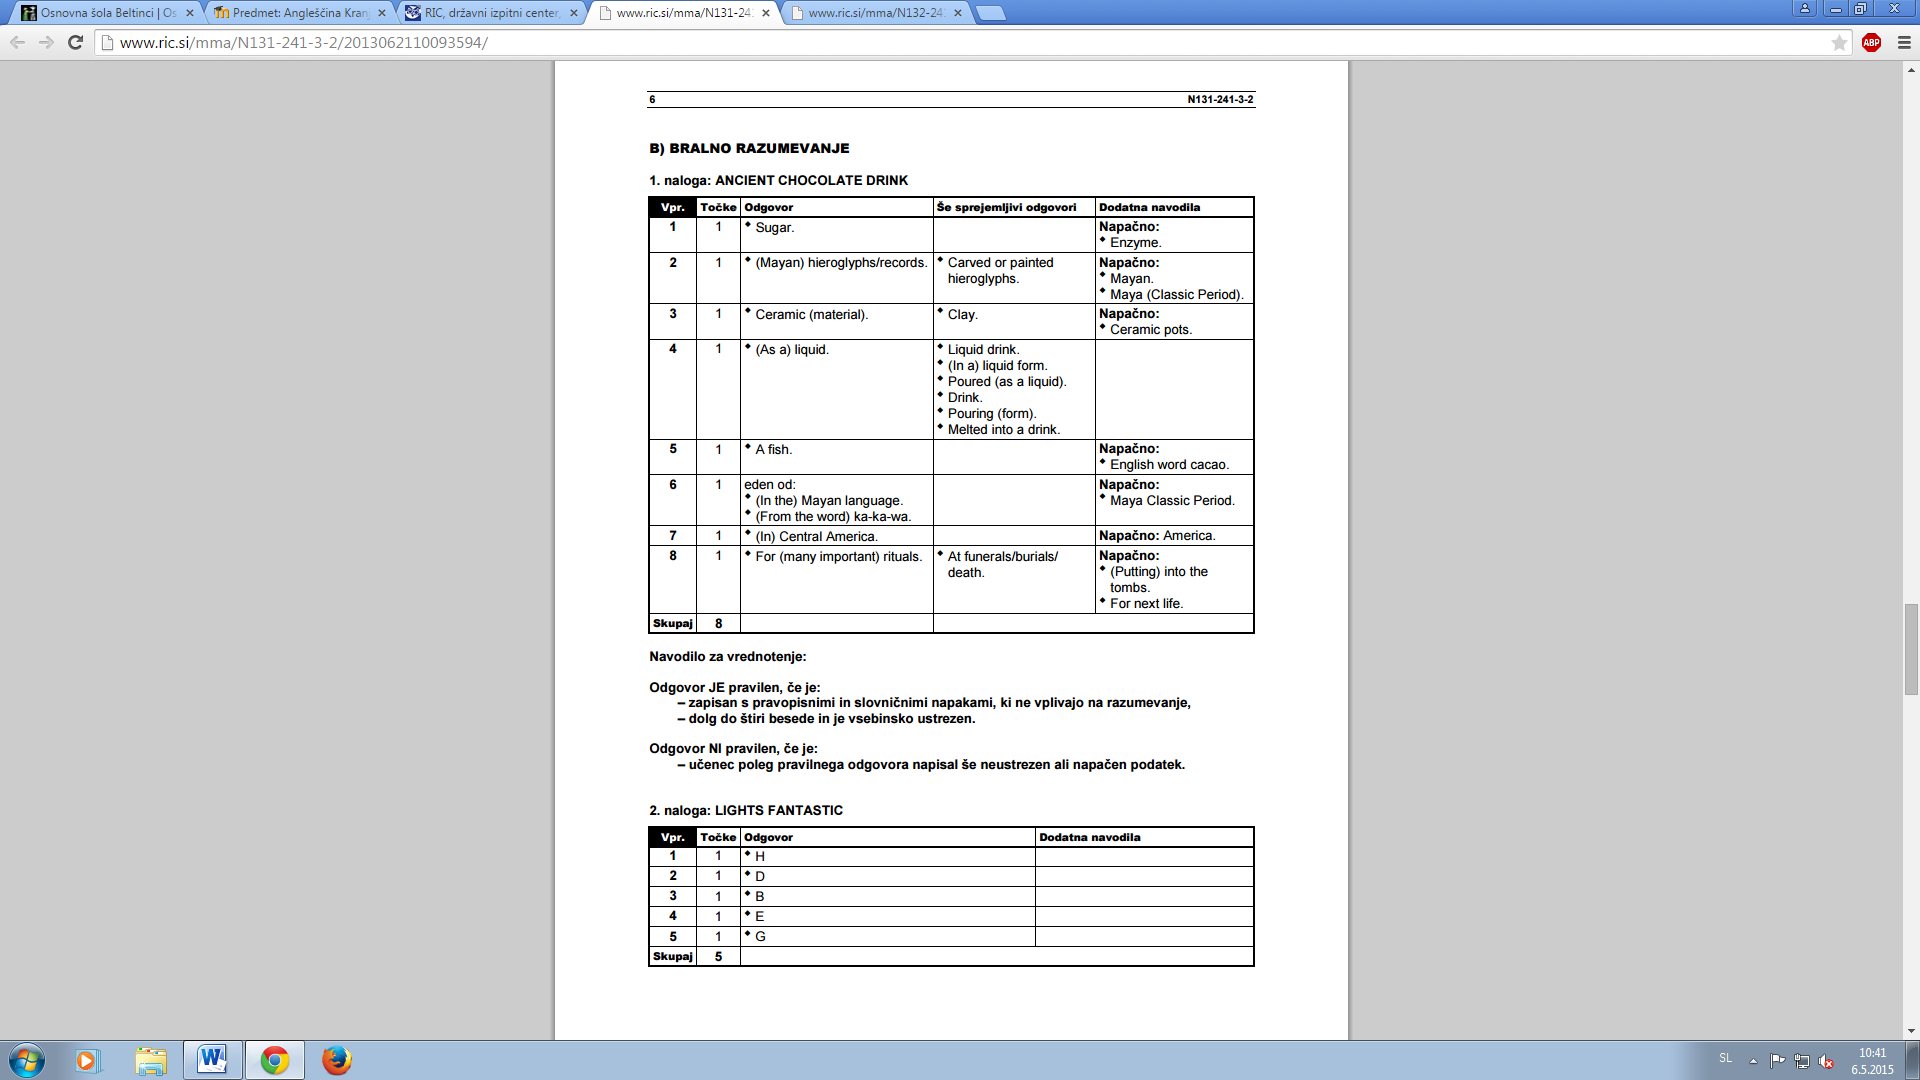 Osnovna šola Beltinci | Os
Predmet: Angleščina Kranj
RIC, državni izpitni center,
www.ric.si/mma/N131-241
www.ric.si/mma/N132-241
www.ric.si/mma/N131-241-3-2/2013062110093594/
ABP
6 N131-241-3-2
B) BRALNO RAZUMEVANJE
1. naloga: ANCIENT CHOCOLATE DRINK
Vpr. Točke Odgovor Še sprejemljivi odgovori Dodatna navodila
1 1 Sugar. Napačno:
Enzyme.
2 1 (Mayan) hieroglyphs/records. Carved or painted Napačno:
hieroglyphs. Mayan.
Maya (Classic Period).
3 1 Ceramic (material). Clay. Napačno:
Ceramic pots.
4 1 (As a) liquid. Liquid drink.
(In a) liquid form.
Poured (as a liquid).
Drink.
Pouring (form).
Melted into a drink.
5 1 A fish. Napačno:
English word cacao.
6 1 eden od: Napačno:
(In the) Mayan language. Maya Classic Period.
(From the word) ka-ka-wa.
7 1 (In) Central America. Napačno: America.
8 1 For (many important) rituals. At funerals/burials/ Napačno:
death. (Putting) into the
tombs.
For next life.
Skupaj 8
Navodilo za vrednotenje:
Odgovor JE pravilen, če je:
– zapisan s pravopisnimi in slovničnimi napakami, ki ne vplivajo na razumevanje,
– dolg do štiri besede in je vsebinsko ustrezen.
Odgovor NI pravilen, če je:
– učenec poleg pravilnega odgovora napisal še neustrezen ali napačen podatek.
2. naloga: LIGHTS FANTASTIC
Vpr. Točke Odgovor Dodatna navodila
1 1 H
2 1 D
3 1 B
4 1 E
5 1 G
Skupaj 5
SL
10:41
6.5.2015